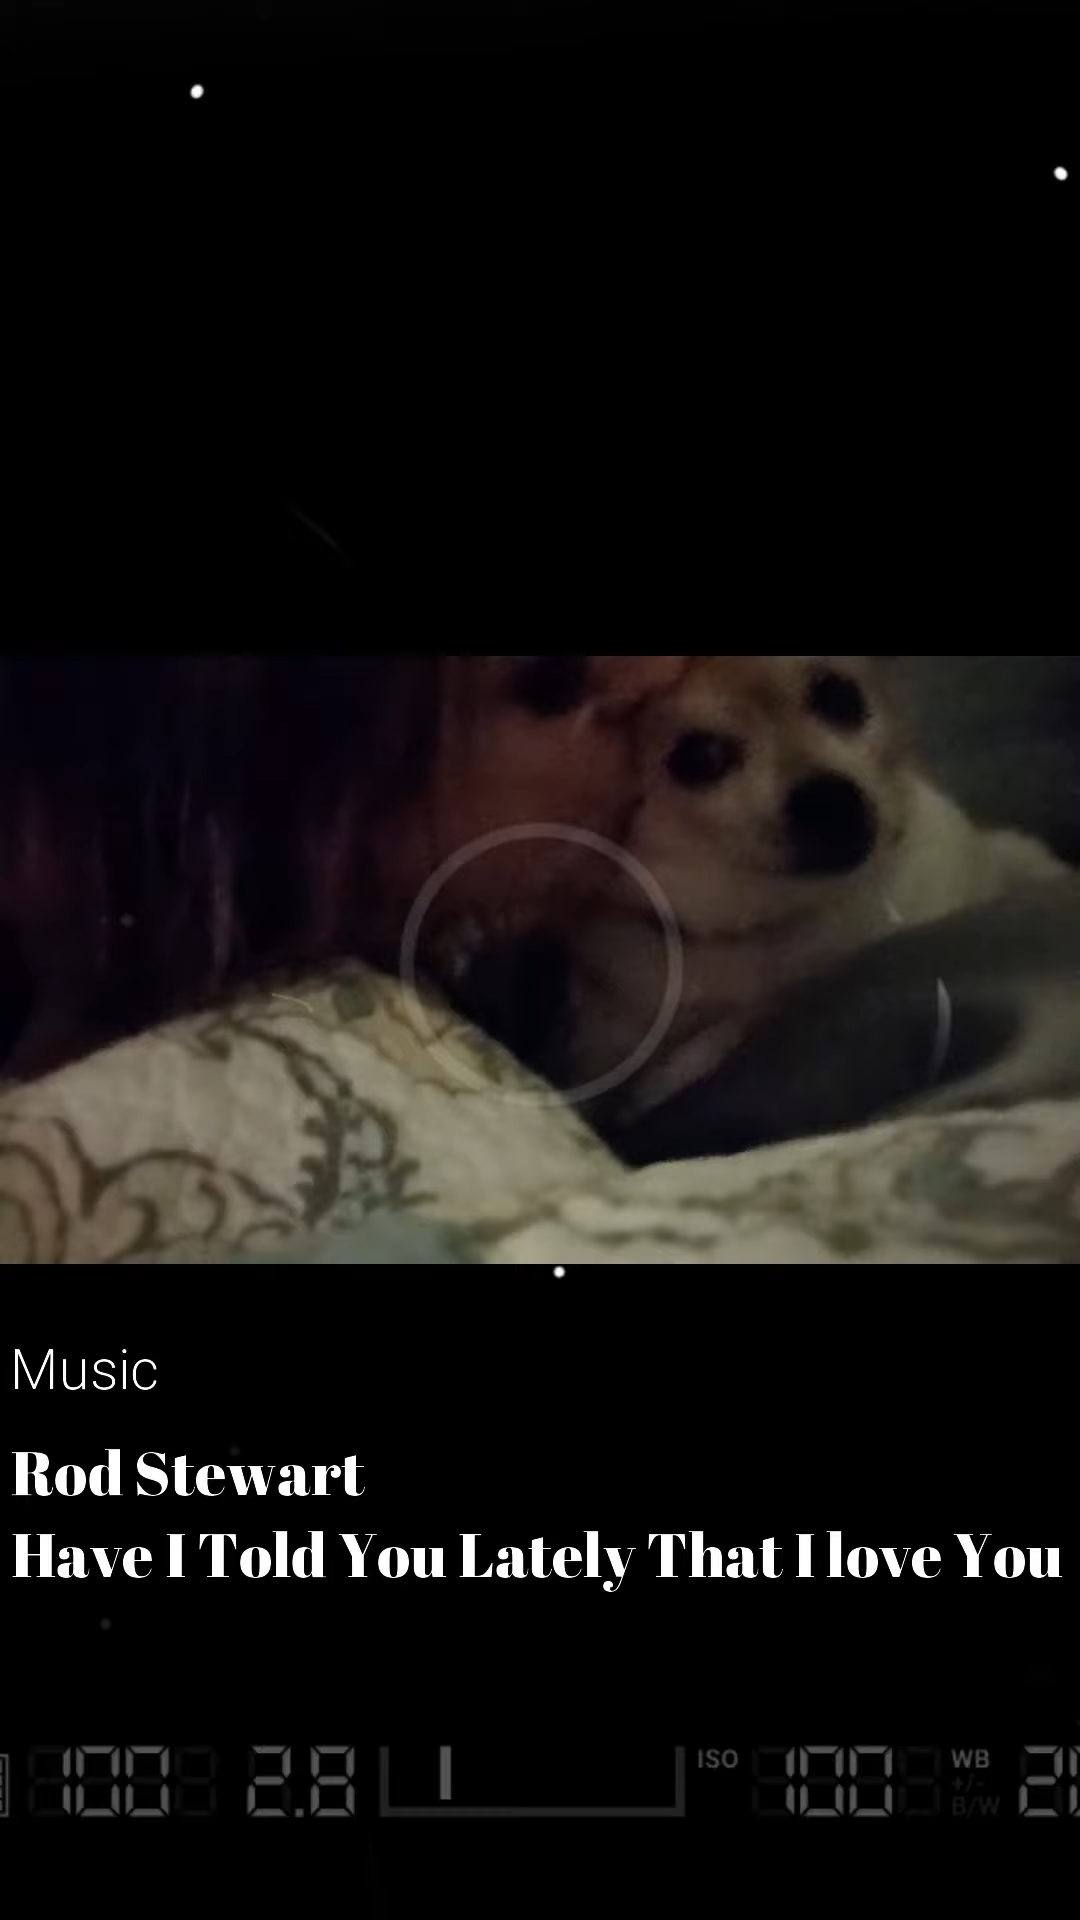 Music
Rod Stewart
Have I Told You Lately That I love You
100 2.8 ISO 100 WB
+/-
B/W